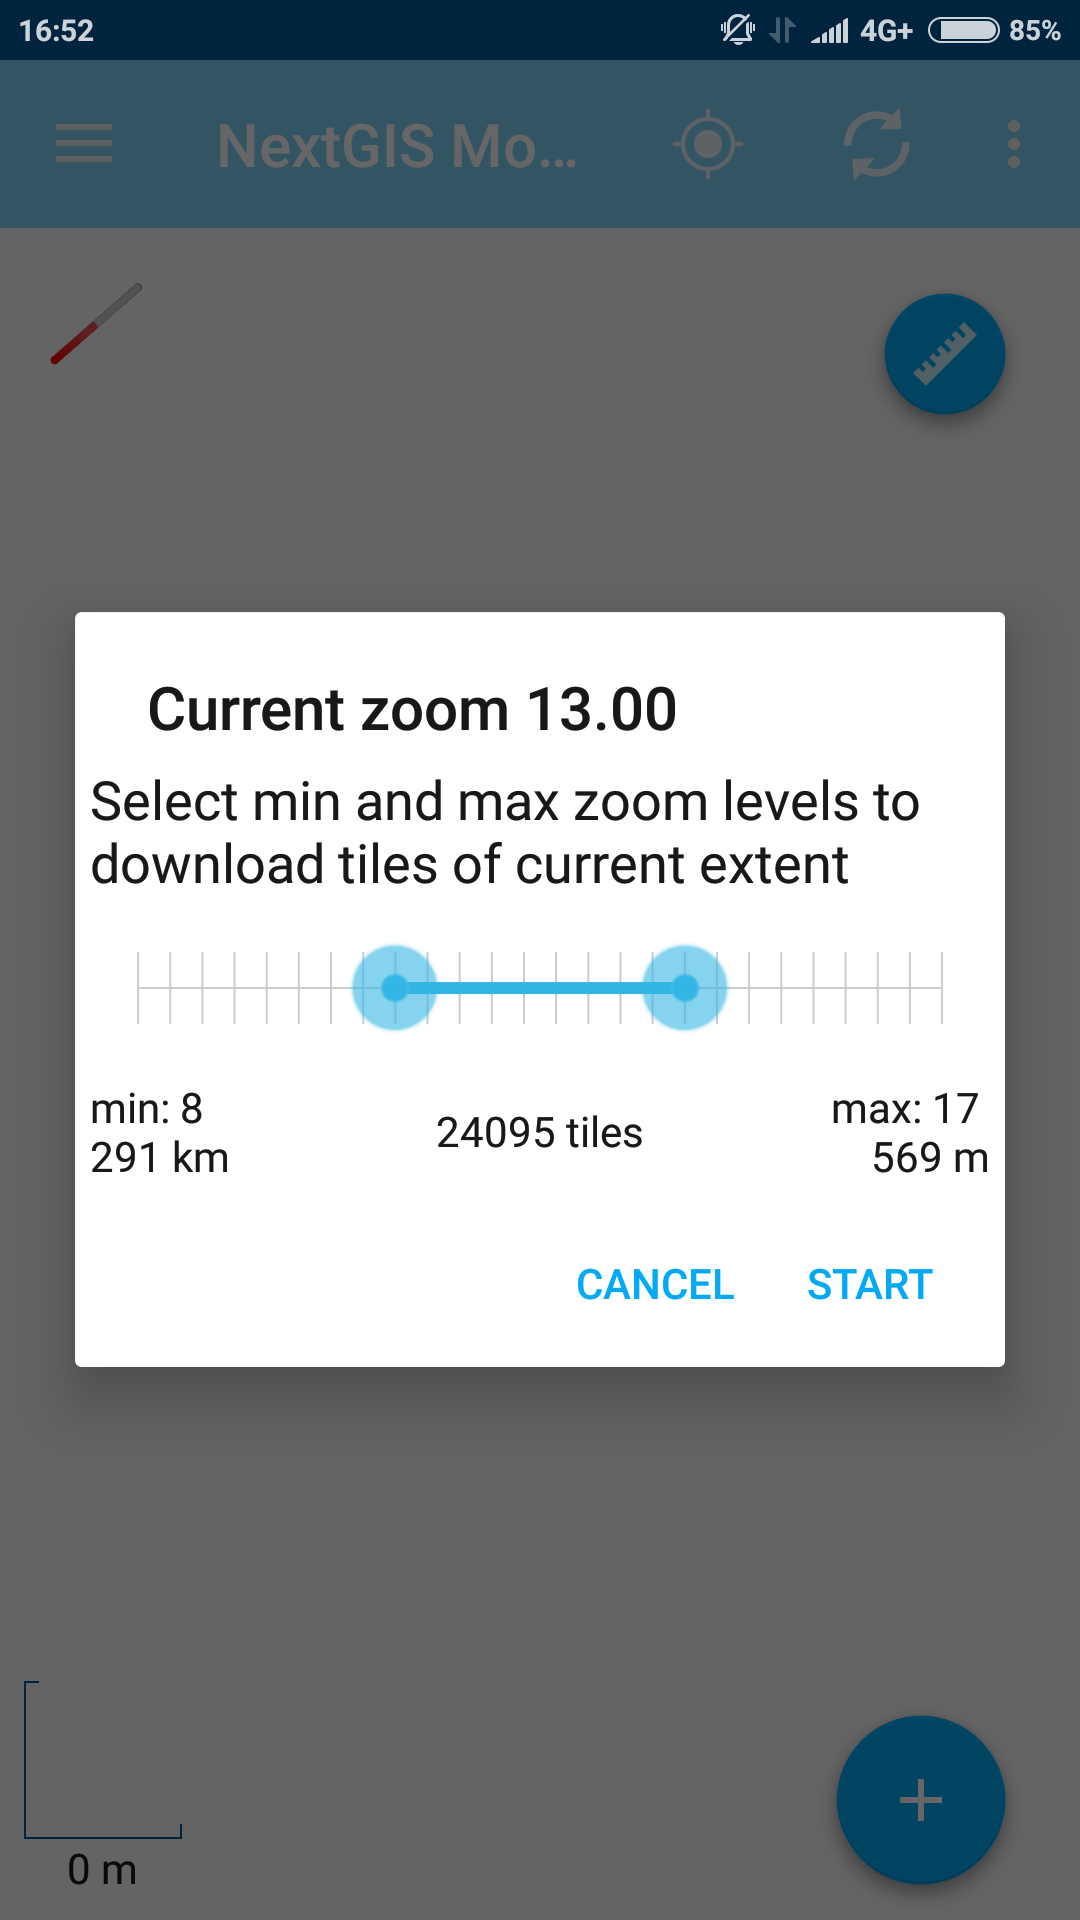 16:52 4G+ 85%
NextGIS Mo...
Current zoom 13.00
Select min and max zoom levels to
download tiles of current extent
min: 8
291 km
24095 tiles
max: 17
569 m
CANCEL START
0 m